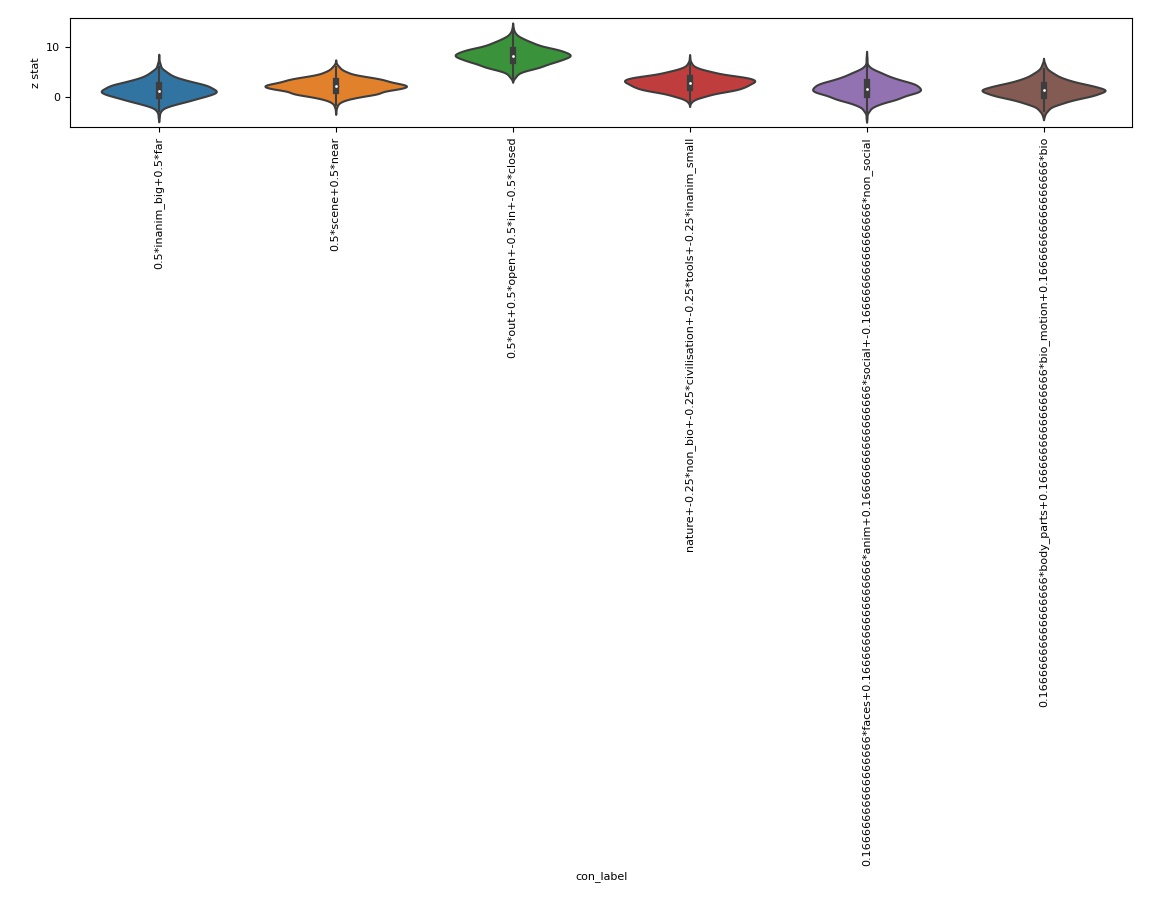 z stat
10
0
0.5*inanim_big+0.5*far
0.5*scene+0.5*near
0.5*out+0.5*open+-0.5*in+-0.5*closed
nature+-0.25*non_bio+-0.25*civilisation+-0.25*tools+-0.25*inanim_small
0.16666666666666666*faces+0.16666666666666666*anim+0.16666666666666666*social+-0.16666666666666666*non_social
0.16666666666666666*body_parts+0.16666666666666666*bio_motion+0.16666666666666666*bio
con_label